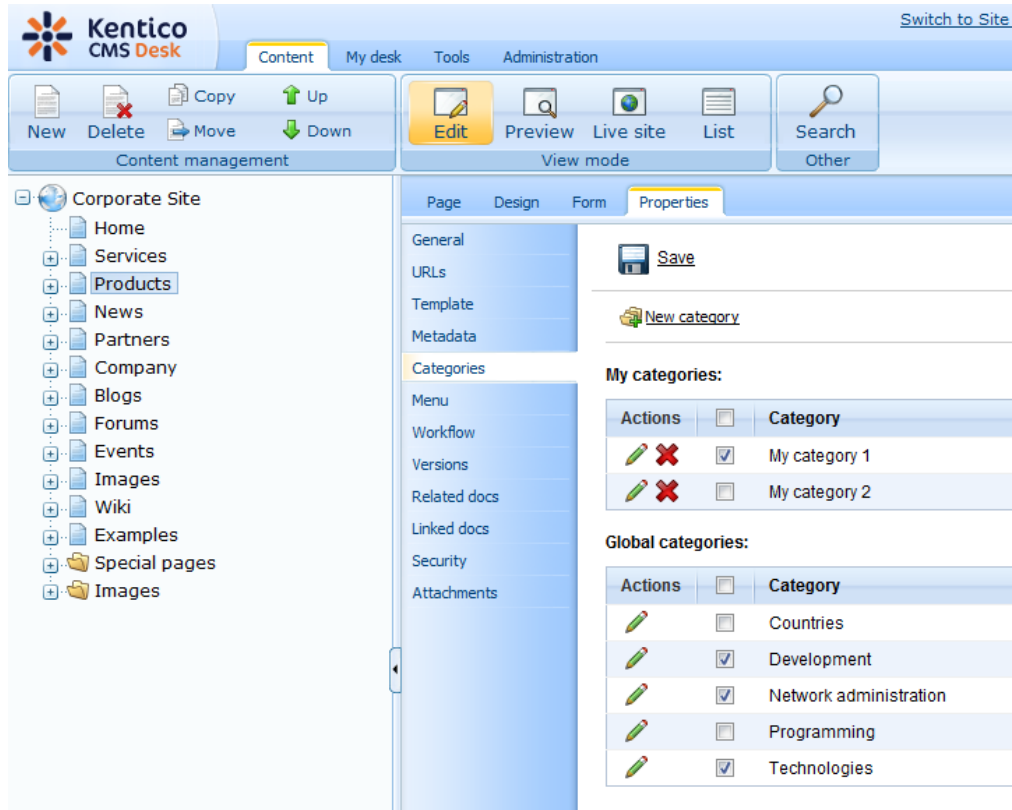 Switch to Site
Kentico
CMS Desk
Content My desk Tools Administration
New Delete Copy Move Up Down
Content management
Edit Preview Live site List
View mode
Search
Other
Corporate Site
Home
Services
Products
News
Partners
Company
Blogs
Forums
Events
Images
Wiki
Examples
Special pages
Images
Page Design Form Properties
General
URLs
Template
Metadata
Categories
Menu
Workflow
Versions
Related docs
Linked docs
Security
Attachments
Save
New category
My categories:
Actions Category
My category 1
My category 2
Global categories:
Actions Category
Countries
Development
Network administration
Programming
Technologies